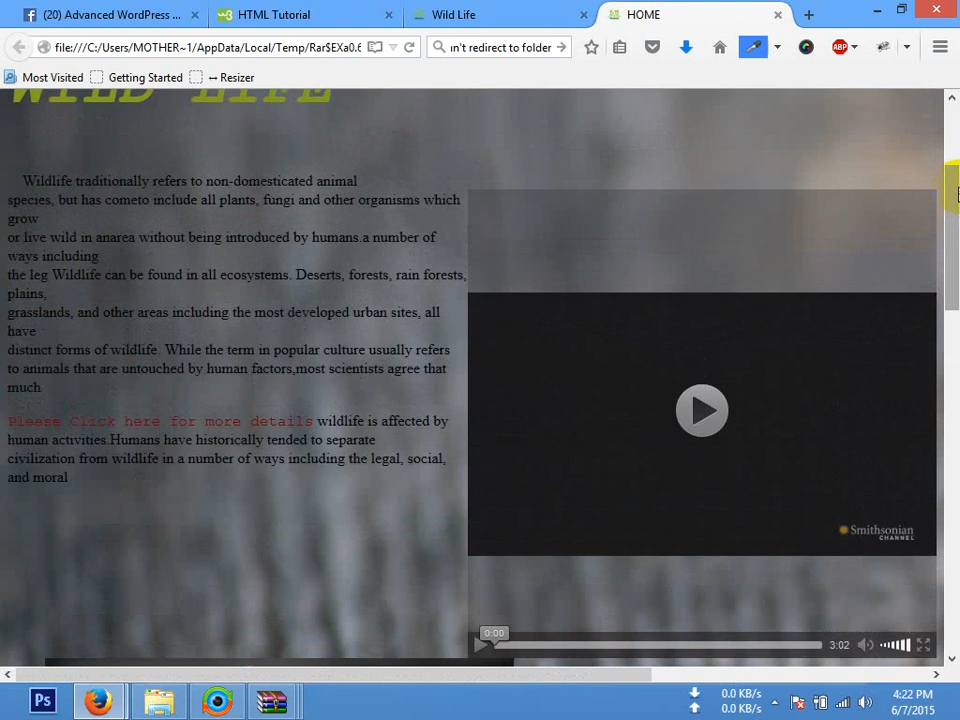 (20) Advanced WordPress ...
HTML Tutorial
Wild Life
HOME
file:///C:/Users/MOTHER~1/AppData/Local/Temp/Rar$EXa0.6
n't redirect to folder
ABP
Most Visited
Getting Started
↔ Resizer
WILD LIFE
Wildlife traditionally refers to non-domesticated animal
species, but has cometo include all plants, fungi and other organisms which
grow
or live wild in anarea without being introduced by humans.a number of
ways including
the leg Wildlife can be found in all ecosystems. Deserts, forests, rain forests,
plains,
grasslands, and other areas including the most developed urban sites, all
have
distinct forms of wildlife. While the term in popular culture usually refers
to animals that are untouched by human factors,most scientists agree that
much
Please Click here for more details wildlife is affected by
human activities.Humans have historically tended to separate
civilization from wildlife in a number of ways including the legal, social,
and moral
Smithsonian
CHANNEL
0:00
3:02
Ps
0.0 KB/s
0.0 KB/s
4:22 PM
6/7/2015